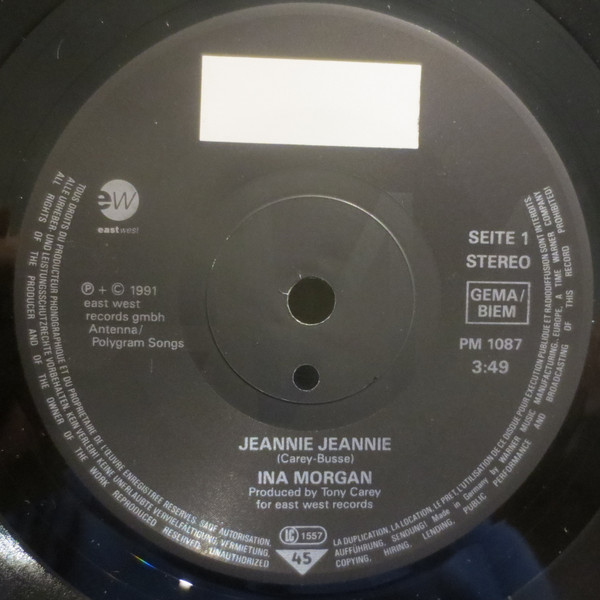 ew
eastwest
SEITE 1
STEREO
GEMA/
BIEM
PM 1087
3:49
℗ + © 1991
east west
records gmbh
Antenna/
Polygram Songs
JEANNIE JEANNIE
(Carey-Busse)
INA MORGAN
Produced by Tony Carey
for east west records
LC 1557
45
TOUS DROITS DU PRODUCTEUR PHONOGRAPHIQUE ET DU PROPRIETAIRE DE L'ŒUVRE ENREGISTREE RESERVES. SAUF AUTORISATION, LA DUPLICATION, LA LOCATION, LE PRET, L'UTILISATION DE CE DISQUE POUR EXECUTION PUBLIQUE ET RADIODIFFUSION SONT INTERDITS.
ALLE URHEBER- UND LEISTUNGSSCHUTZRECHTE VORBEHALTEN. KEIN VERLEIH! KEINE UNERLAUBTE VERVIELFÄLTIGUNG, VERMIETUNG, AUFFÜHRUNG, SENDUNG! Made in Germany by WARNER MUSIC MANUFACTURING EUROPE. A TIME WARNER COMPANY.
ALL RIGHTS OF THE PRODUCER AND OF THE OWNER OF THE WORK REPRODUCED RESERVED. UNAUTHORIZED COPYING, HIRING, LENDING, PUBLIC PERFORMANCE AND BROADCASTING OF THIS RECORD PROHIBITED!